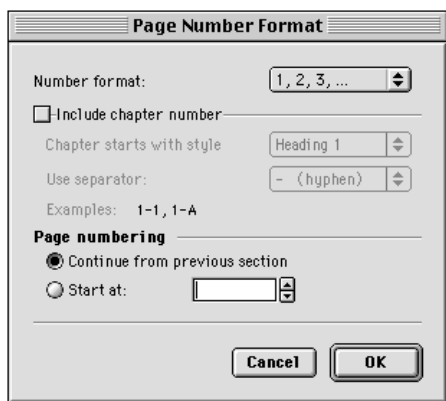 Page Number Format
Number format: 1, 2, 3, ...
Include chapter number
Chapter starts with style Heading 1
Use separator: - (hyphen)
Examples: 1-1, 1-A
Page numbering
Continue from previous section
Start at:
Cancel OK